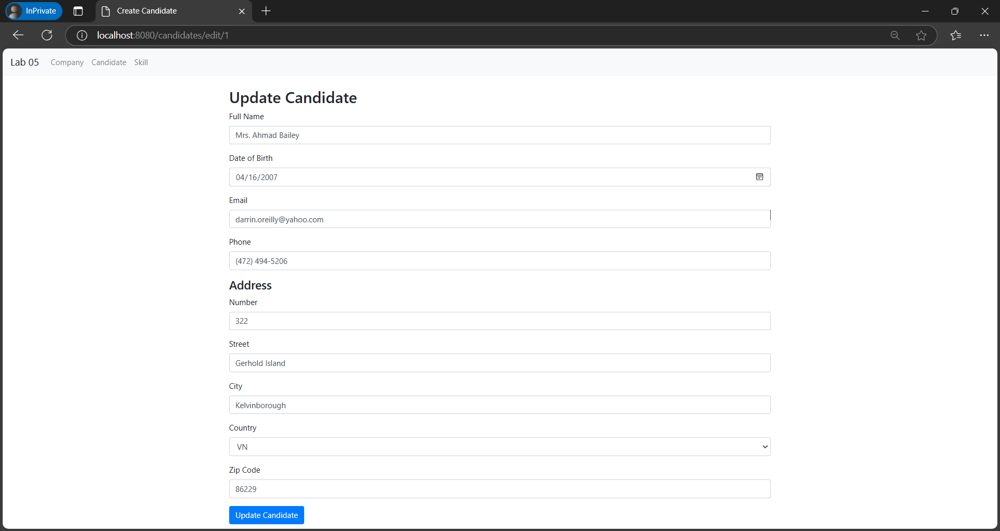 InPrivate
Create Candidate
localhost:8080/candidates/edit/1
Lab 05 Company Candidate Skill
Update Candidate
Full Name
Mrs. Ahmad Bailey
Date of Birth
04/16/2007
Email
darrin.oreilly@yahoo.com
Phone
(472) 494-5206
Address
Number
322
Street
Gerhold Island
City
Kelvinborough
Country
VN
Zip Code
86229
Update Candidate